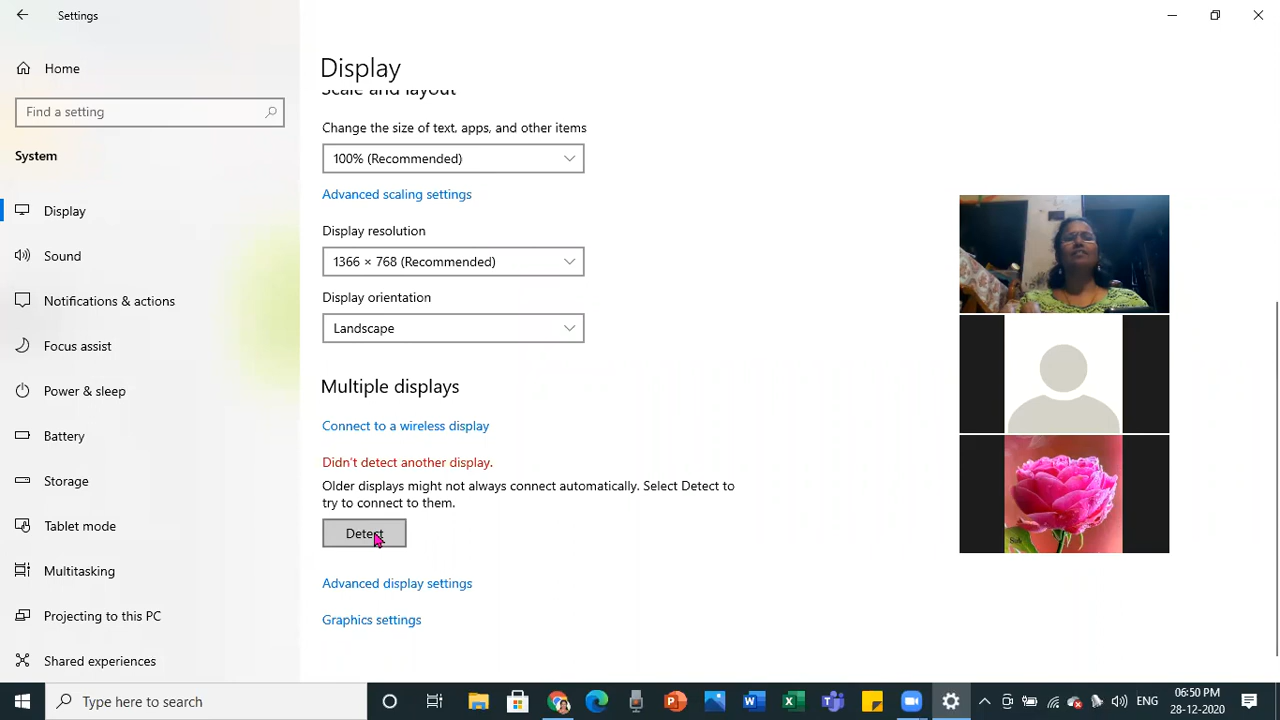 Settings
Home
Find a setting
System
Display
Sound
Notifications & actions
Focus assist
Power & sleep
Battery
Storage
Tablet mode
Multitasking
Projecting to this PC
Shared experiences
Display
Scale and layout
Change the size of text, apps, and other items
100% (Recommended)
Advanced scaling settings
Display resolution
1366 × 768 (Recommended)
Display orientation
Landscape
Multiple displays
Connect to a wireless display
Didn't detect another display.
Older displays might not always connect automatically. Select Detect to
try to connect to them.
Detect
Advanced display settings
Graphics settings
Type here to search
ENG
06:50 PM
28-12-2020